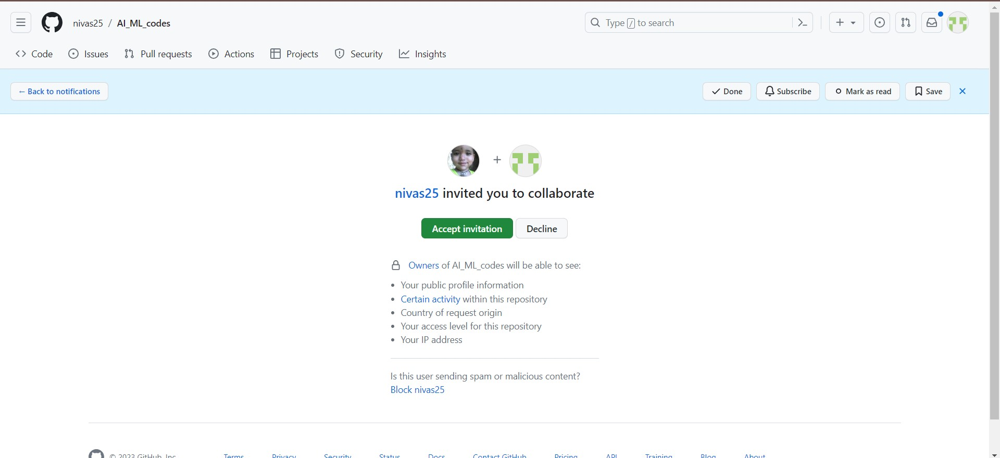 nivas25 / AI_ML_codes
Type / to search
Code Issues Pull requests Actions Projects Security Insights
← Back to notifications
Done Subscribe Mark as read Save
nivas25 invited you to collaborate
Accept invitation Decline
Owners of AI_ML_codes will be able to see:
• Your public profile information
• Certain activity within this repository
• Country of request origin
• Your access level for this repository
• Your IP address
Is this user sending spam or malicious content?
Block nivas25
© 2023 GitHub, Inc. Terms Privacy Security Status Docs Contact GitHub Pricing API Training Blog About